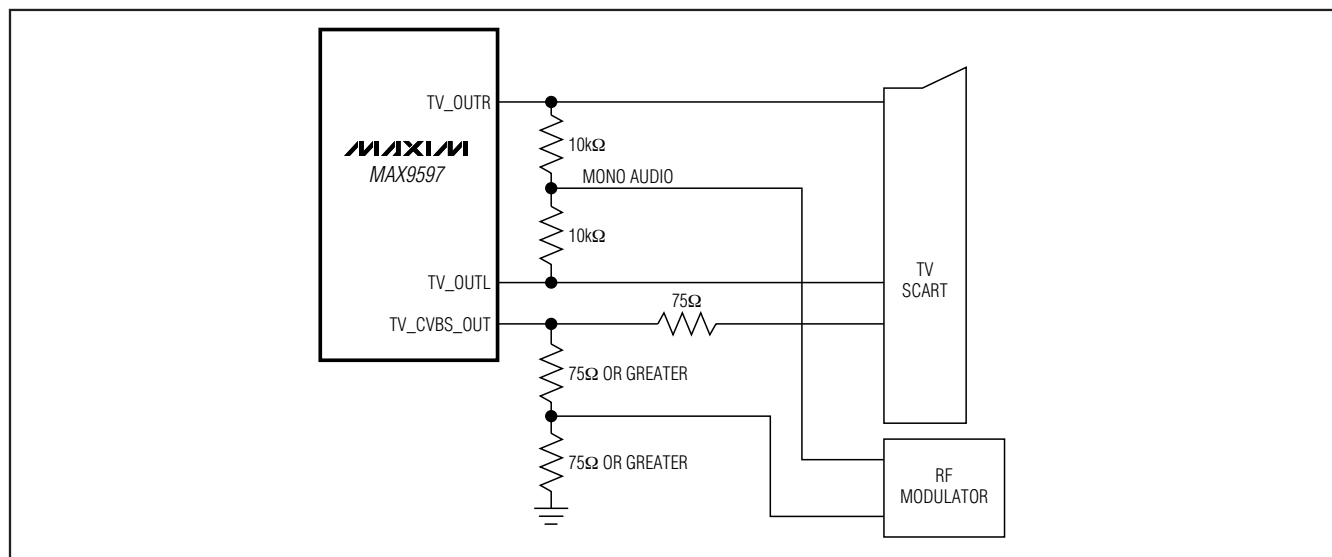 TV_OUTR
10kΩ
MAXIM
MAX9597
MONO AUDIO
10kΩ
TV_OUTL
TV
SCART
75Ω
TV_CVBS_OUT
75Ω OR GREATER
75Ω OR GREATER
RF
MODULATOR